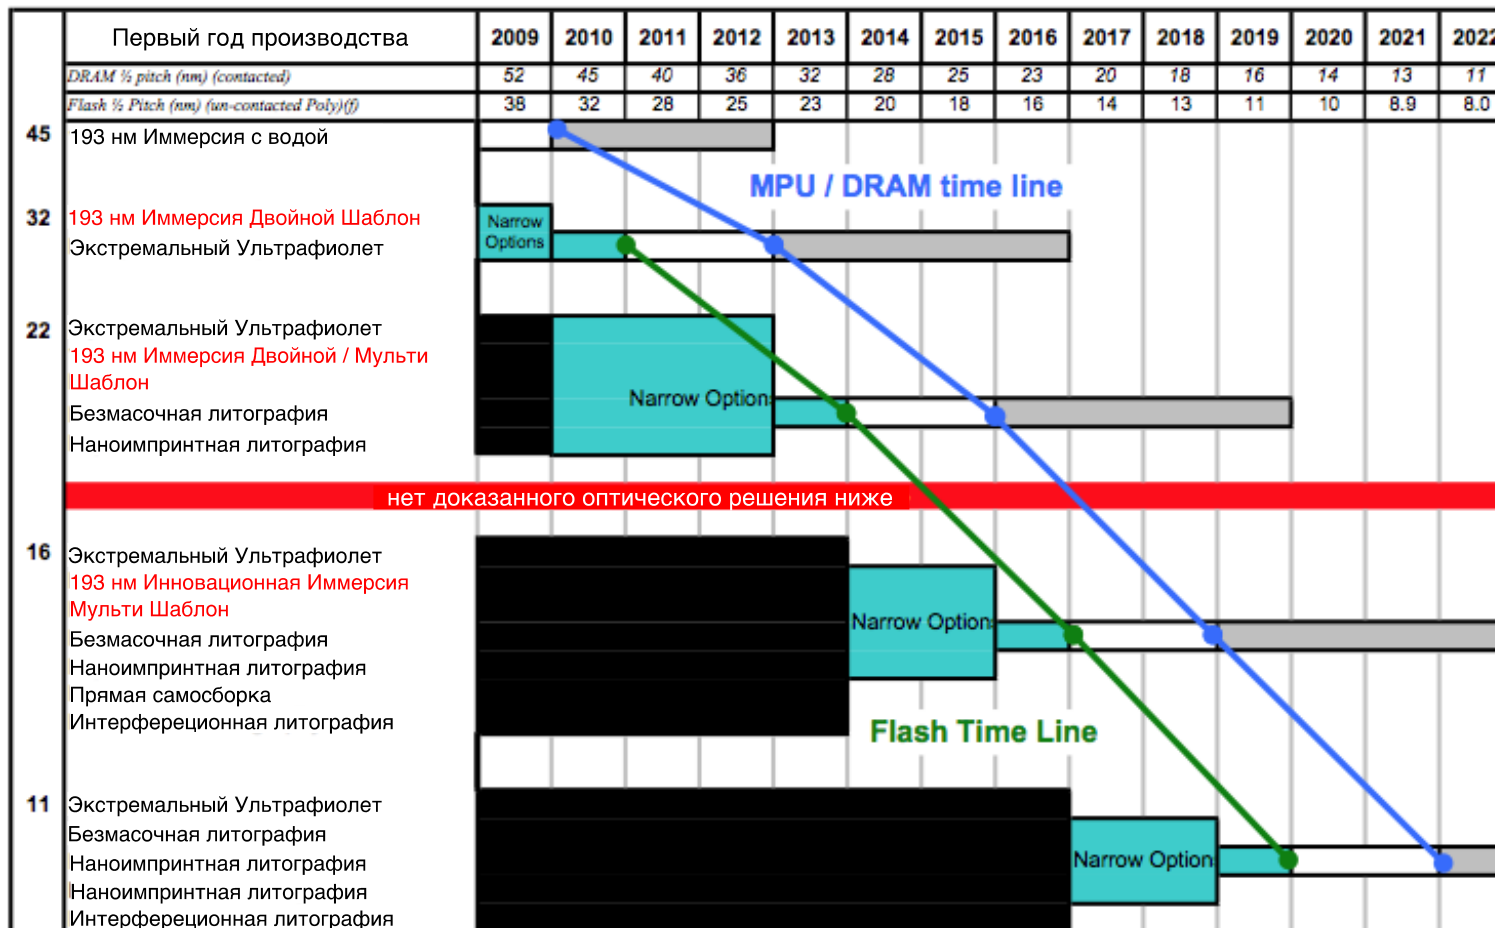 Первый год производства 2009 2010 2011 2012 2013 2014 2015 2016 2017 2018 2019 2020 2021 2022
DRAM ½ pitch (nm) (contacted) 52 45 40 36 32 28 25 23 20 18 16 14 13 11
Flash ½ Pitch (nm) (un-contacted Poly)(f) 38 32 28 25 23 20 18 16 14 13 11 10 8.9 8.0
45 193 нм Иммерсия с водой
MPU / DRAM time line
32 193 нм Иммерсия Двойной Шаблон
Narrow
Options
Экстремальный Ультрафиолет
22 Экстремальный Ультрафиолет
193 нм Иммерсия Двойной / Мульти
Шаблон
Narrow Option
Безмасочная литография
Наноимпринтная литография
нет доказанного оптического решения ниже
16 Экстремальный Ультрафиолет
193 нм Инновационная Иммерсия
Мульти Шаблон
Narrow Option
Безмасочная литография
Наноимпринтная литография
Прямая самосборка
Интерфереционная литография
Flash Time Line
11 Экстремальный Ультрафиолет
Безмасочная литография
Наноимпринтная литография
Narrow Option
Наноимпринтная литография
Интерфереционная литография